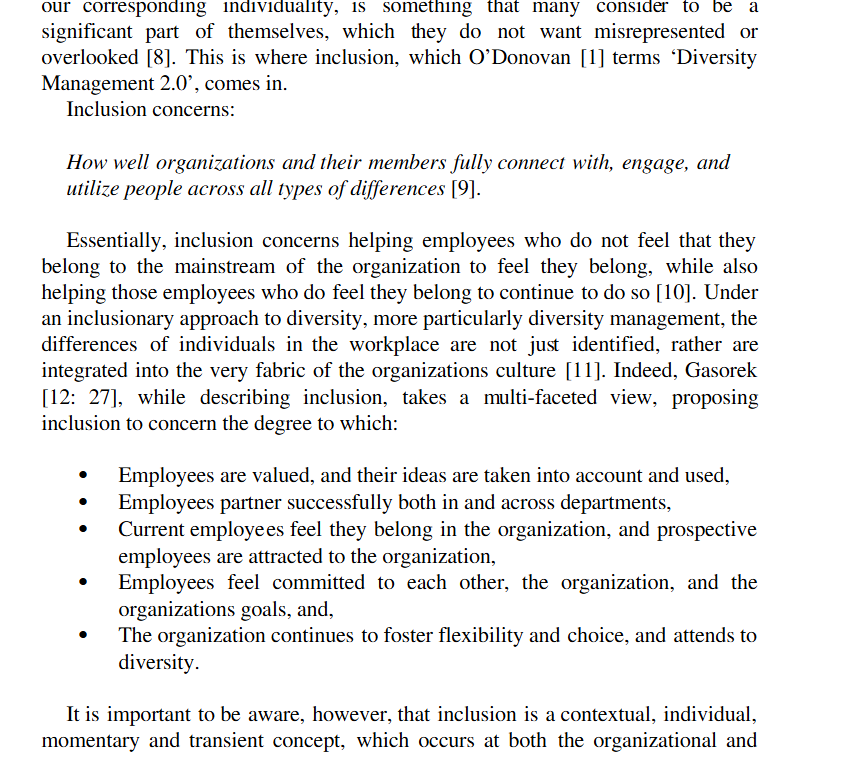 our corresponding individuality, is something that many consider to be a
significant part of themselves, which they do not want misrepresented or
overlooked [8]. This is where inclusion, which O’Donovan [1] terms ‘Diversity
Management 2.0’, comes in.
Inclusion concerns:
How well organizations and their members fully connect with, engage, and
utilize people across all types of differences [9].
Essentially, inclusion concerns helping employees who do not feel that they
belong to the mainstream of the organization to feel they belong, while also
helping those employees who do feel they belong to continue to do so [10]. Under
an inclusionary approach to diversity, more particularly diversity management, the
differences of individuals in the workplace are not just identified, rather are
integrated into the very fabric of the organizations culture [11]. Indeed, Gasorek
[12: 27], while describing inclusion, takes a multi-faceted view, proposing
inclusion to concern the degree to which:
• Employees are valued, and their ideas are taken into account and used,
• Employees partner successfully both in and across departments,
• Current employees feel they belong in the organization, and prospective
employees are attracted to the organization,
• Employees feel committed to each other, the organization, and the
organizations goals, and,
• The organization continues to foster flexibility and choice, and attends to
diversity.
It is important to be aware, however, that inclusion is a contextual, individual,
momentary and transient concept, which occurs at both the organizational and